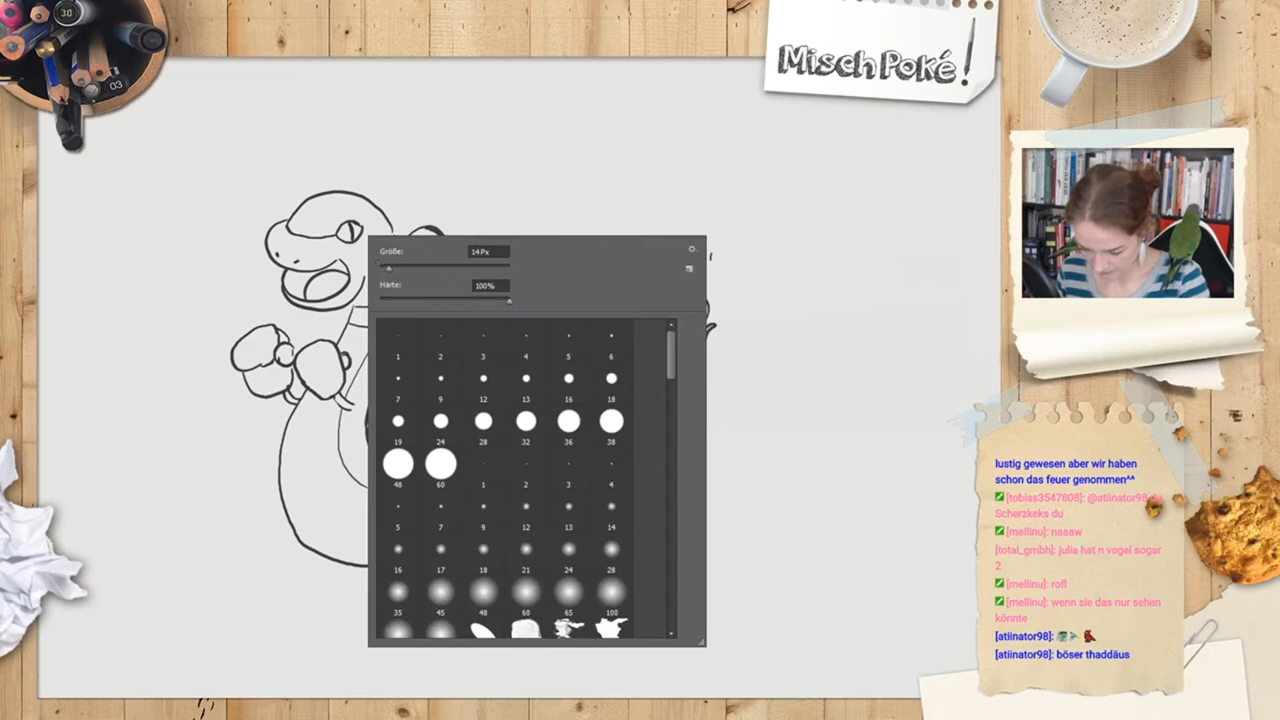 30
03
Misch Poké!
Größe:
14 Px
Härte:
100%
1 2 3 4 5 6
7 9 12 13 16 18
19 24 28 32 36 38
48 60 1 2 3 4
5 7 9 12 13 14
16 17 18 21 24 28
35 45 48 60 65 100
lustig gewesen aber wir haben
schon das feuer genommen^^
[tobias3547808]: @atiinator98 du
Scherzkeks du
[mellinu]: naaaw
[total_gmbh]: julia hat n vogel sogar
2
[mellinu]: rofl
[mellinu]: wenn sie das nur sehen
könnte
[atiinator98]:
[atiinator98]: böser thaddäus